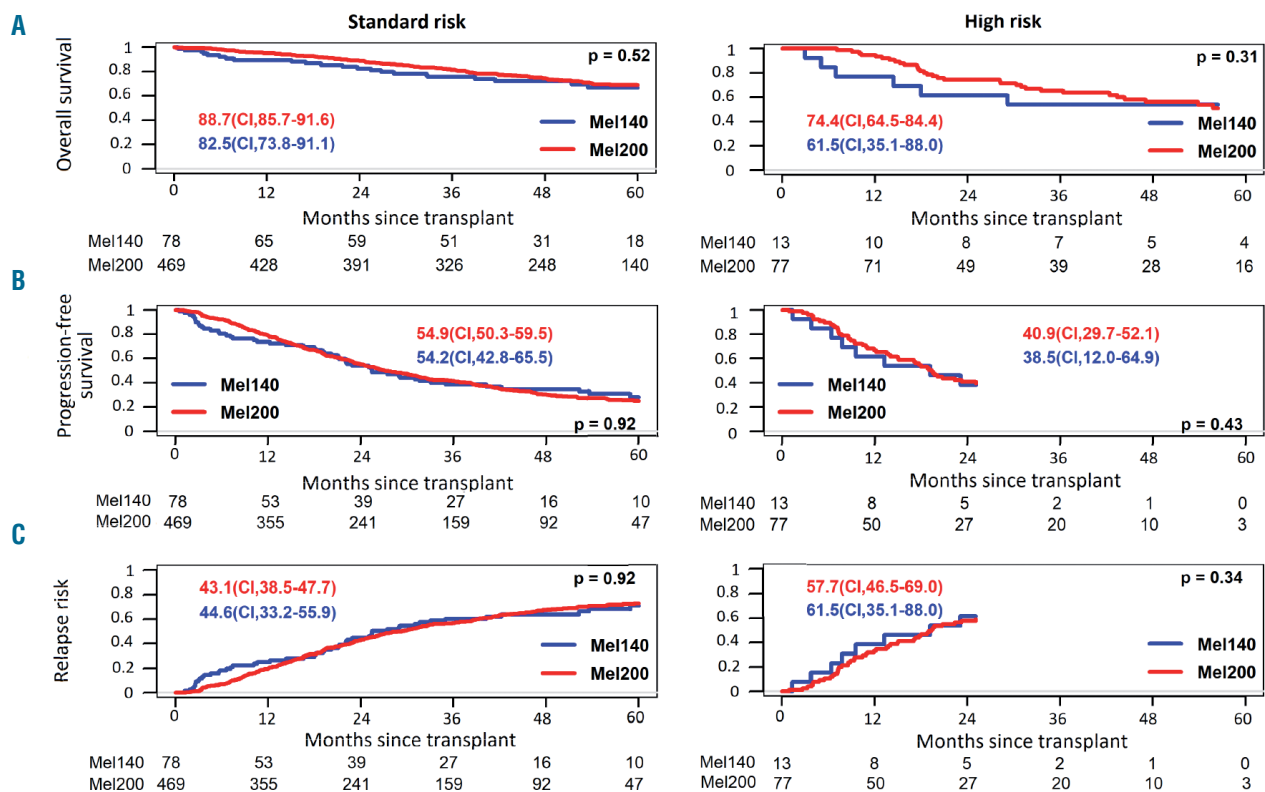 A
Standard risk
High risk
Overall survival
1
0.8
0.6
0.4
0.2
0
p = 0.52
88.7(CI,85.7-91.6)
82.5(CI,73.8-91.1)
Mel140
Mel200
0 12 24 36 48 60
Months since transplant
Mel140 78 65 59 51 31 18
Mel200 469 428 391 326 248 140
1
0.8
0.6
0.4
0.2
0
p = 0.31
74.4(CI,64.5-84.4)
61.5(CI,35.1-88.0)
Mel140
Mel200
0 12 24 36 48 60
Months since transplant
13 10 8 7 5 4
77 71 49 39 28 16
B
Progression-free
survival
1
0.8
0.6
0.4
0.2
0
54.9(CI,50.3-59.5)
54.2(CI,42.8-65.5)
Mel140
Mel200
p = 0.92
0 12 24 36 48 60
Months since transplant
Mel140 78 53 39 27 16 10
Mel200 469 355 241 159 92 47
1
0.8
0.6
0.4
0.2
0
40.9(CI,29.7-52.1)
38.5(CI,12.0-64.9)
Mel140
Mel200
p = 0.43
0 12 24 36 48 60
Months since transplant
Mel140 13 8 5 2 1 0
Mel200 77 50 27 20 10 3
C
Relapse risk
1
0.8
0.6
0.4
0.2
0
p = 0.92
43.1(CI,38.5-47.7)
44.6(CI,33.2-55.9)
Mel140
Mel200
0 12 24 36 48 60
Months since transplant
Mel140 78 53 39 27 16 10
Mel200 469 355 241 159 92 47
1
0.8
0.6
0.4
0.2
0
p = 0.34
57.7(CI,46.5-69.0)
61.5(CI,35.1-88.0)
Mel140
Mel200
0 12 24 36 48 60
Months since transplant
Mel140 13 8 5 2 1 0
Mel200 77 50 27 20 10 3